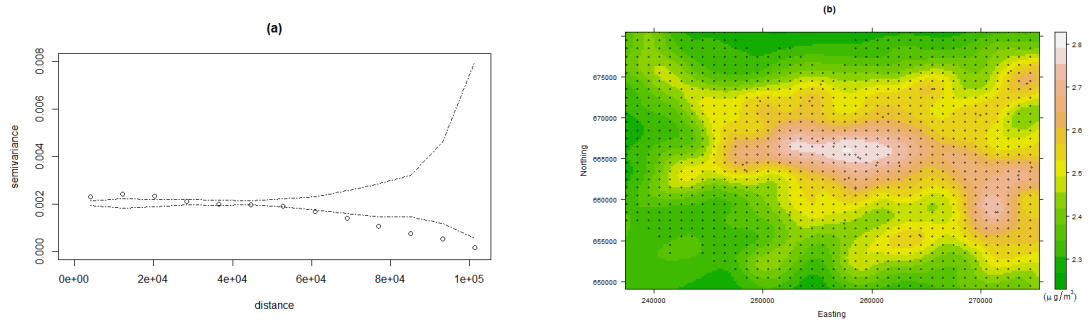 (a)
semivariance
0.008
0.006
0.004
0.002
0.000
0e+00 2e+04 4e+04 6e+04 8e+04 1e+05
distance
(b)
Northing
675000
670000
665000
660000
655000
650000
240000 250000 260000 270000
Easting
2.8
2.7
2.6
2.5
2.4
2.3
(μg/m³)